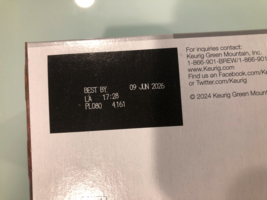 BEST BY 09 JUN 2026
LA 17:28
PL080 4161
For inquiries contact:
Keurig Green Mountain, Inc.
1-866-901-BREW/1-866-901
www.Keurig.com
Find us on Facebook.com/Ke
or Twitter.com/Keurig
© 2024 Keurig Green Mount